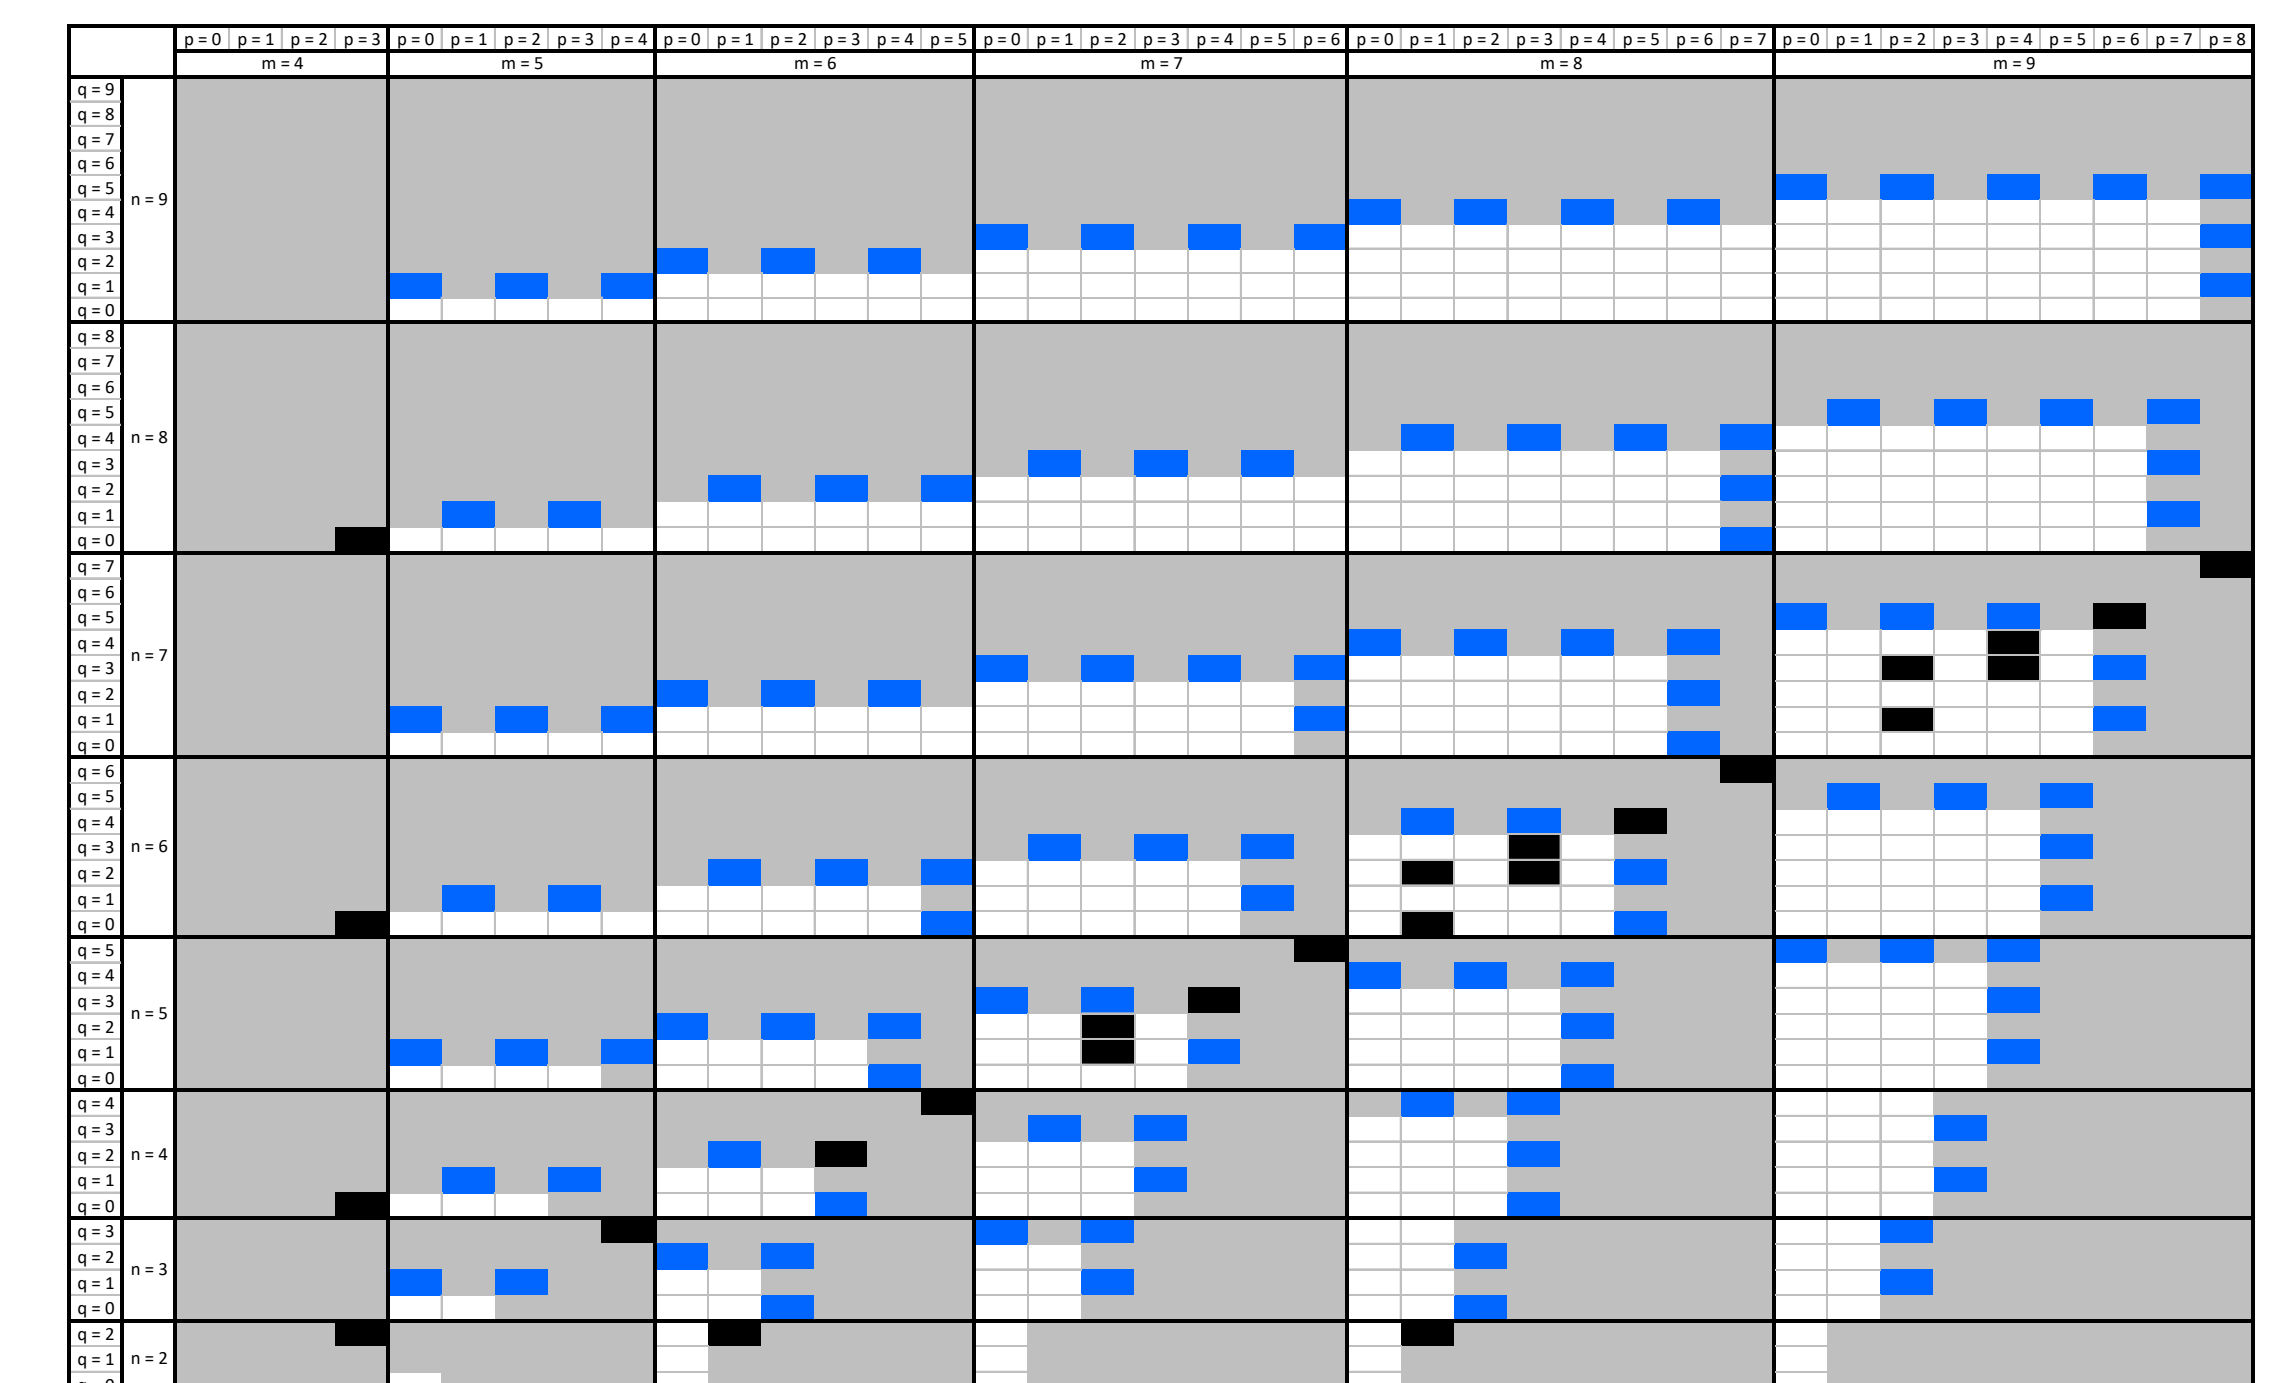 p = 0 p = 1 p = 2 p = 3 p = 0 p = 1 p = 2 p = 3 p = 4 p = 0 p = 1 p = 2 p = 3 p = 4 p = 5 p = 0 p = 1 p = 2 p = 3 p = 4 p = 5 p = 6 p = 0 p = 1 p = 2 p = 3 p = 4 p = 5 p = 6 p = 7 p = 0 p = 1 p = 2 p = 3 p = 4 p = 5 p = 6 p = 7 p = 8
m = 4 m = 5 m = 6 m = 7 m = 8 m = 9
q = 9
q = 8
q = 7
q = 6
q = 5
n = 9
q = 4
q = 3
q = 2
q = 1
q = 0
q = 8
q = 7
q = 6
q = 5
q = 4 n = 8
q = 3
q = 2
q = 1
q = 0
q = 7
q = 6
q = 5
q = 4
n = 7
q = 3
q = 2
q = 1
q = 0
q = 6
q = 5
q = 4
q = 3 n = 6
q = 2
q = 1
q = 0
q = 5
q = 4
q = 3
n = 5
q = 2
q = 1
q = 0
q = 4
q = 3
q = 2 n = 4
q = 1
q = 0
q = 3
q = 2
n = 3
q = 1
q = 0
q = 2
q = 1 n = 2